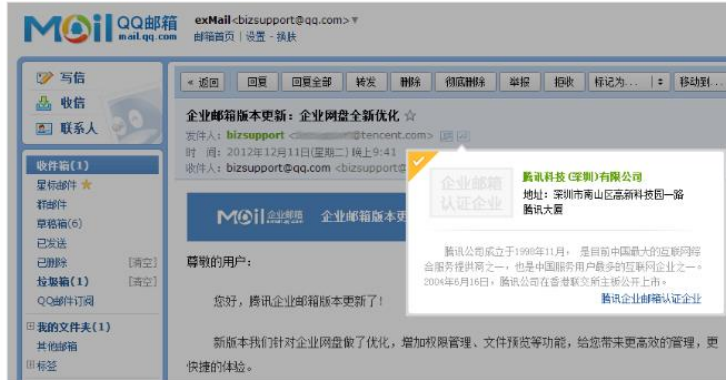 MOil QQ邮箱
mail.qq.com
exMail<bizsupport@qq.com>
邮箱首页 | 设置 - 换肤
写信
收信
联系人
收件箱(1)
星标邮件
群邮件
草稿箱(6)
已发送
已删除 [清空]
垃圾箱(1) [清空]
QQ邮件订阅
我的文件夹(1)
其他邮箱
标签
« 返回 回复 回复全部 转发 删除 彻底删除 举报 拒收 标记为... 移动到...
企业邮箱版本更新：企业网盘全新优化 ☆
发件人：bizsupport < @tencent.com>
时 间：2012年12月11日(星期二) 晚上9:41
收件人：bizsupport@qq.com <bizsupport@
MOil 企业邮箱 企业邮箱版本更
尊敬的用户：
您好，腾讯企业邮箱版本更新了！
新版本我们针对企业网盘做了优化，增加权限管理、文件预览等功能，给您带来更高效的管理，更
快捷的体验。
企业邮箱
认证企业
腾讯科技(深圳)有限公司
地址：深圳市南山区高新科技园一路
腾讯大厦
腾讯公司成立于1998年11月， 是目前中国最大的互联网综
合服务提供商之一，也是中国服务用户最多的互联网企业之一。
2004年6月16日，腾讯公司在香港联交所主板公开上市。
腾讯企业邮箱认证企业